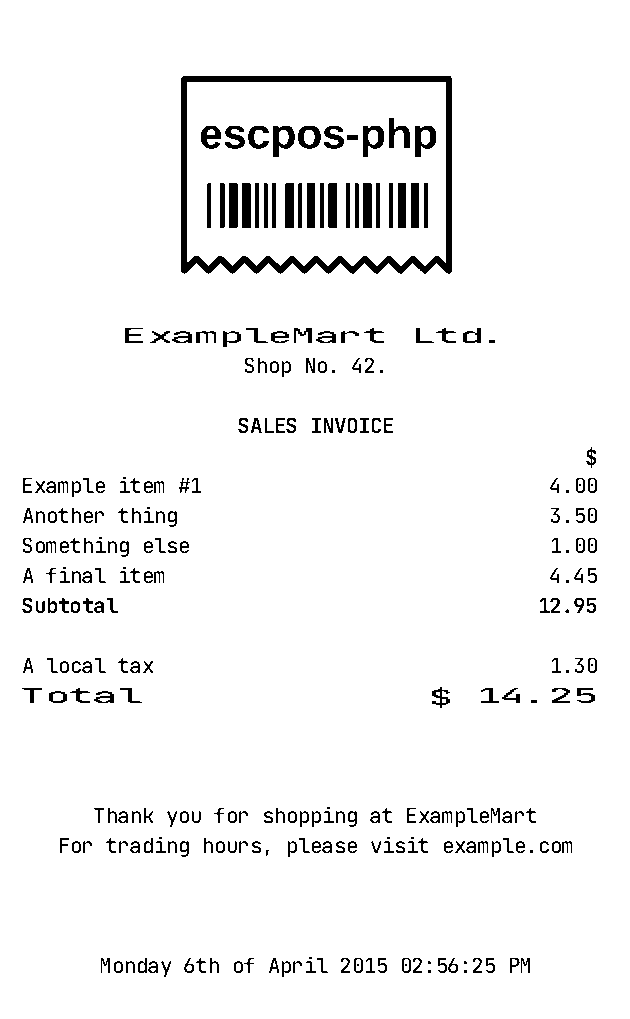 escpos-php
ExampleMart Ltd.
Shop No. 42.
SALES INVOICE
$
Example item #1 4.00
Another thing 3.50
Something else 1.00
A final item 4.45
Subtotal 12.95
A local tax 1.30
Total $ 14.25
Thank you for shopping at ExampleMart
For trading hours, please visit example.com
Monday 6th of April 2015 02:56:25 PM